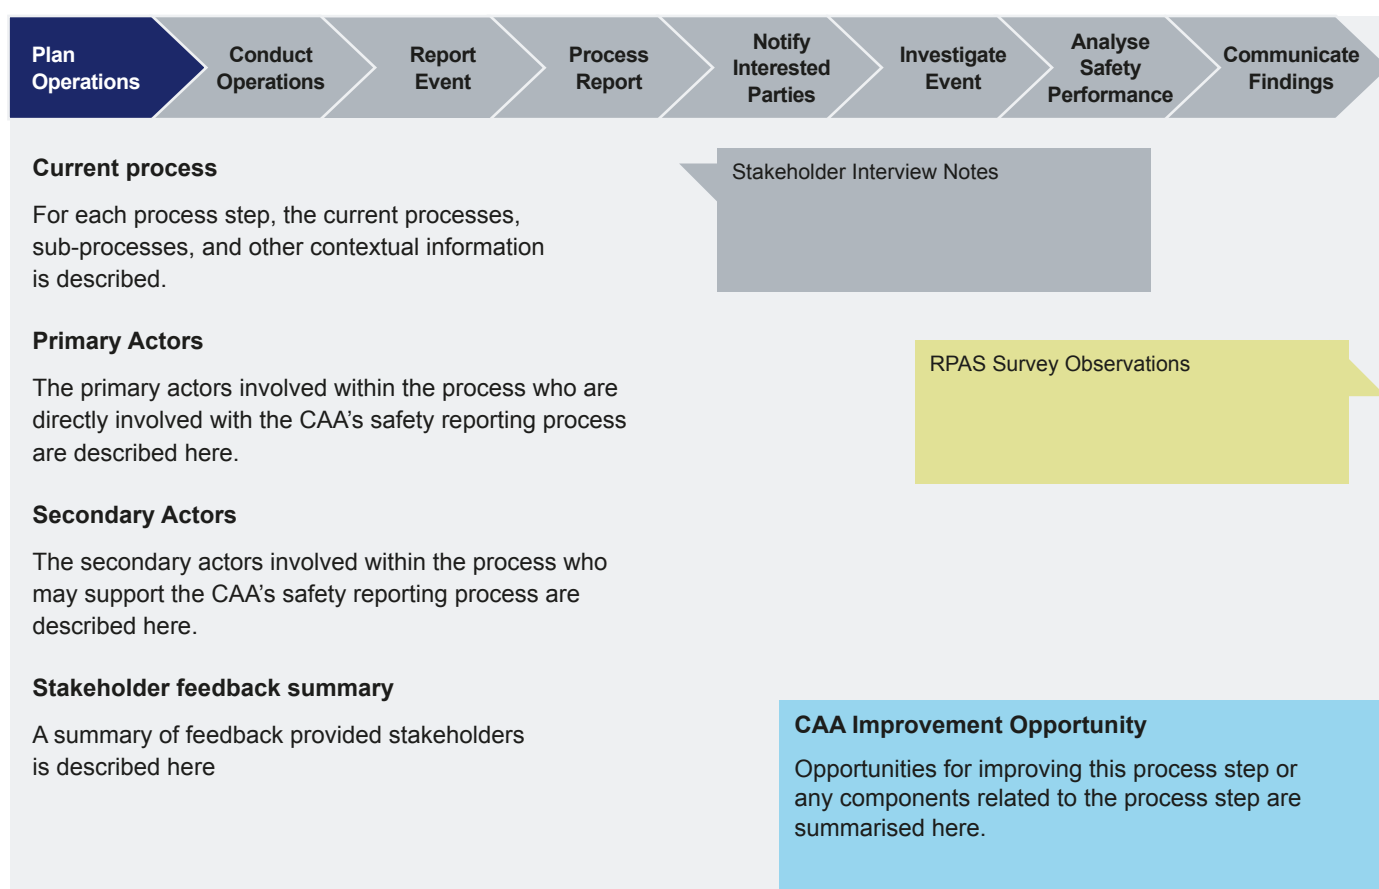 Plan
Operations
Conduct
Operations
Report
Event
Process
Report
Notify
Interested
Parties
Investigate
Event
Analyse
Safety
Performance
Communicate
Findings
Current process
For each process step, the current processes,
sub-processes, and other contextual information
is described.
Stakeholder Interview Notes
Primary Actors
The primary actors involved within the process who are
directly involved with the CAA’s safety reporting process
are described here.
RPAS Survey Observations
Secondary Actors
The secondary actors involved within the process who
may support the CAA’s safety reporting process are
described here.
Stakeholder feedback summary
A summary of feedback provided stakeholders
is described here
CAA Improvement Opportunity
Opportunities for improving this process step or
any components related to the process step are
summarised here.